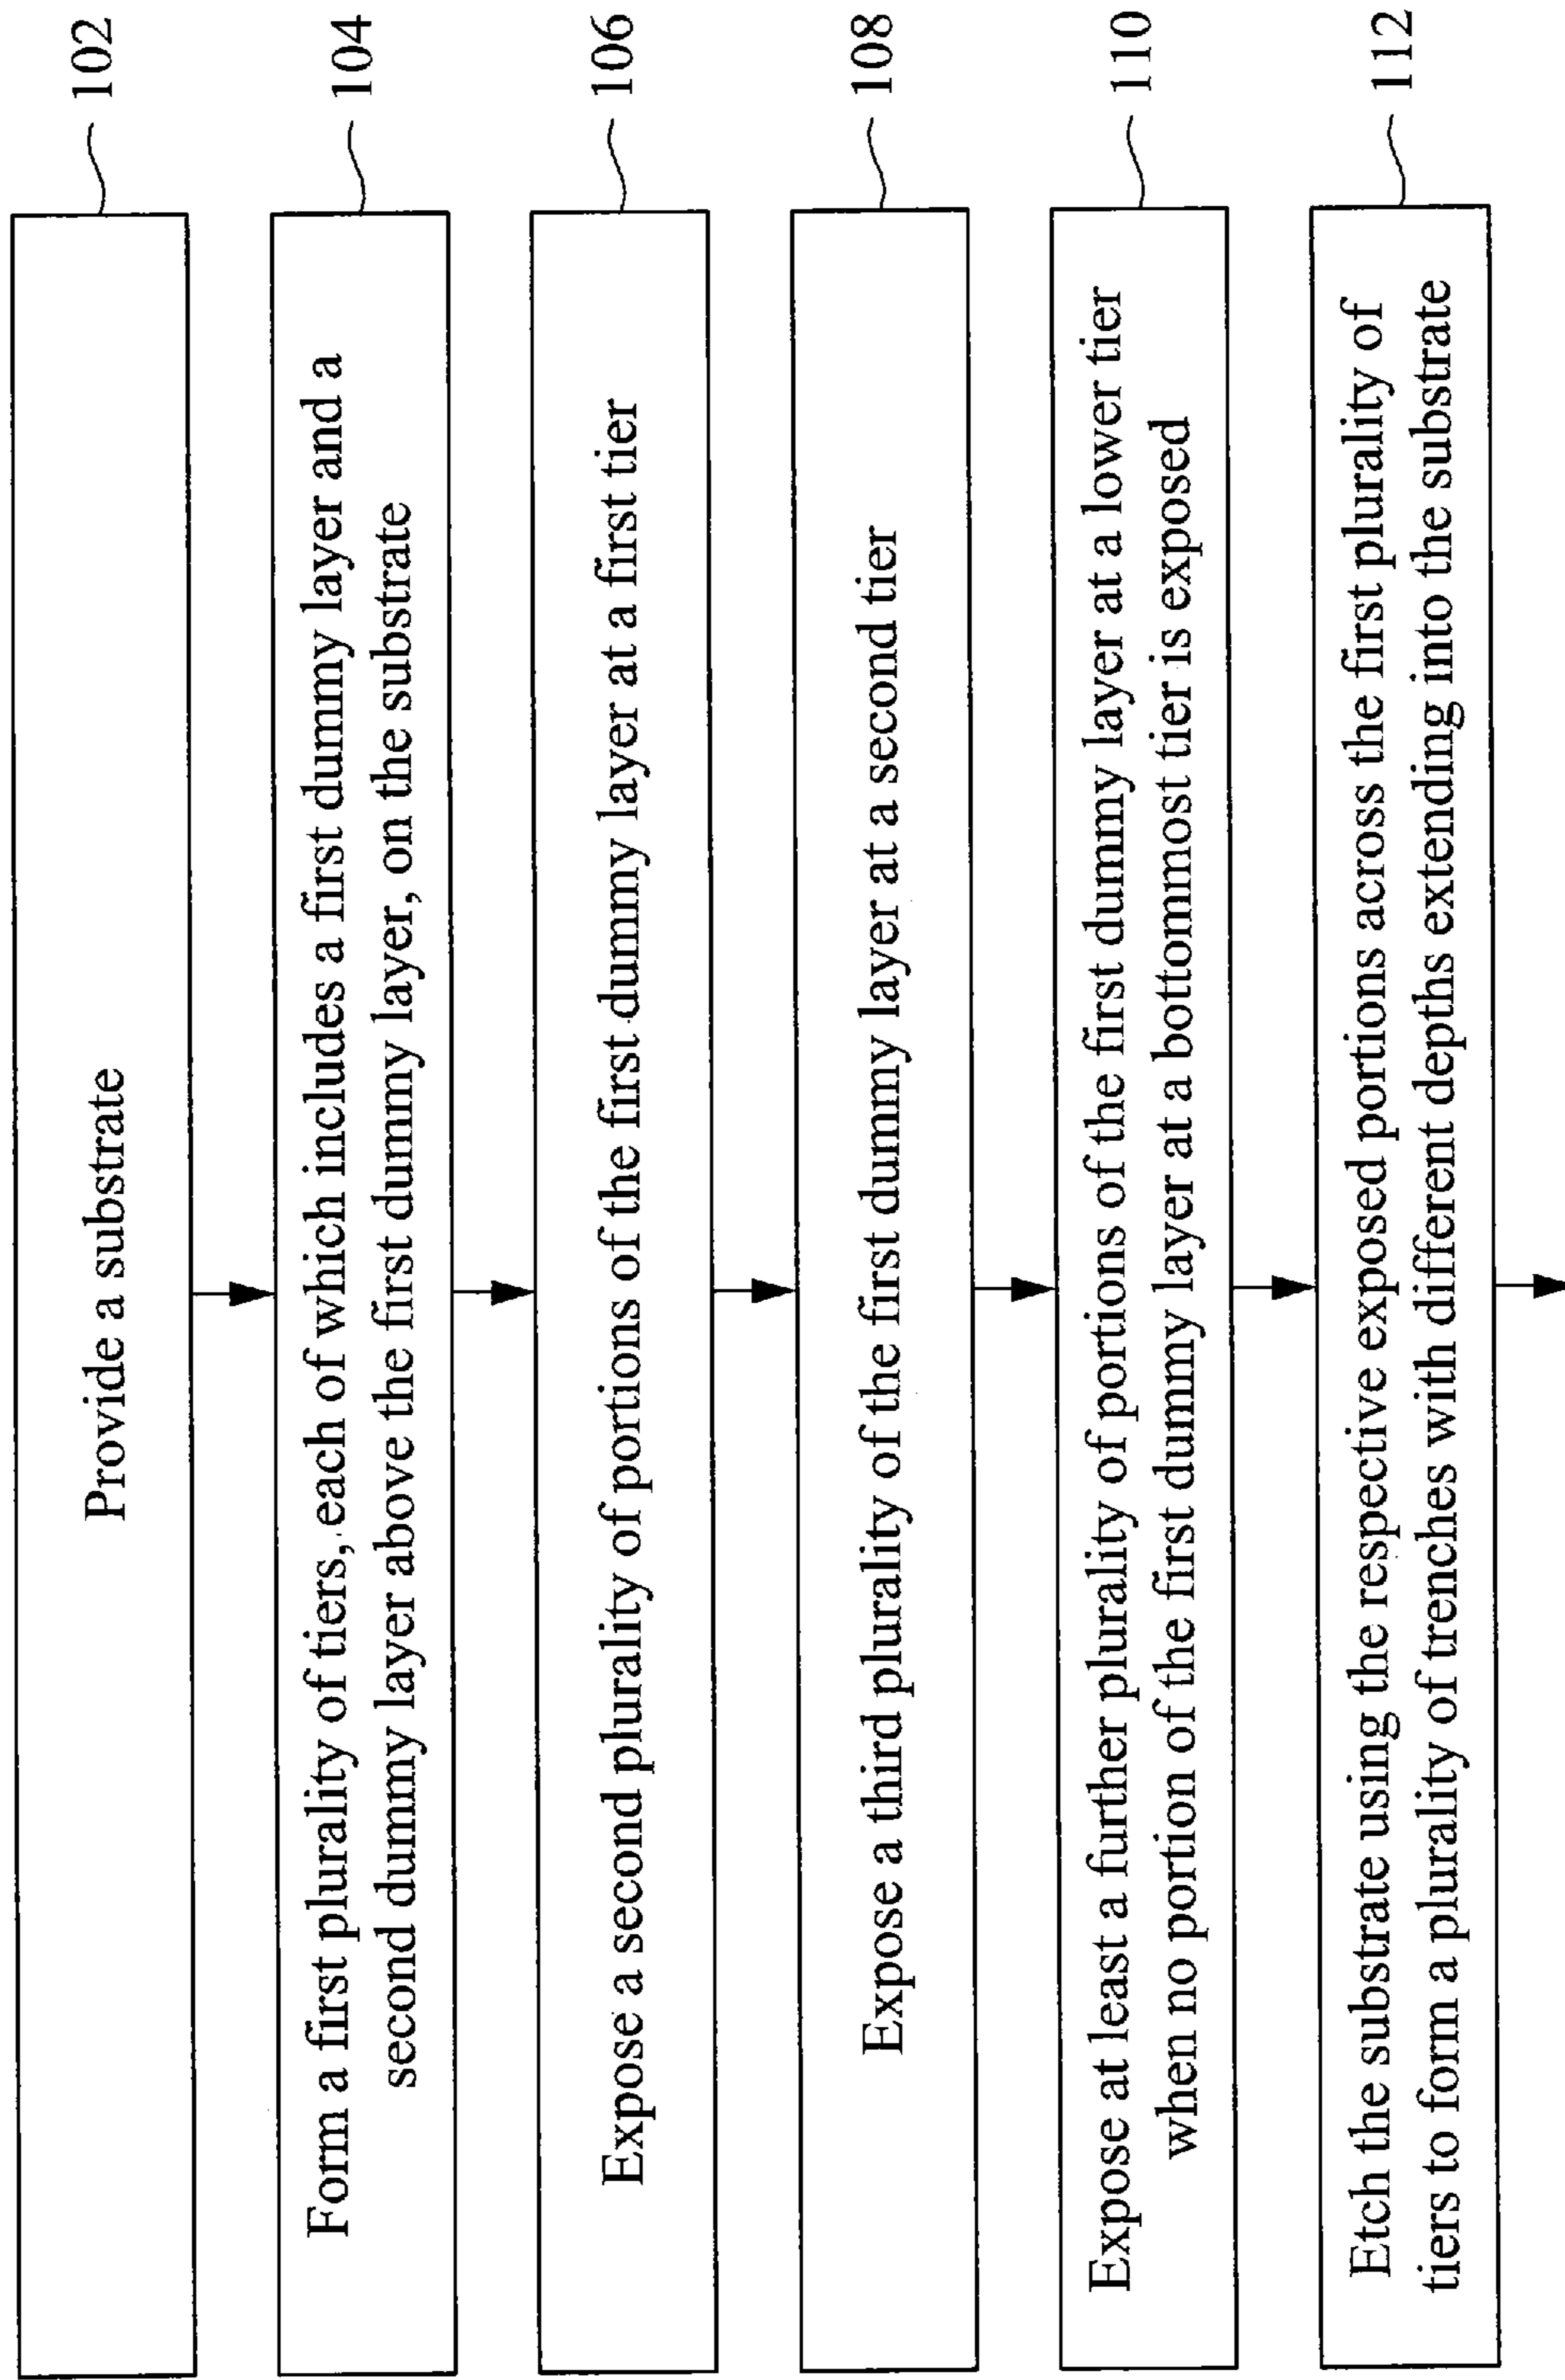 Provide a substrate
102
Form a first plurality of tiers, each of which includes a first dummy layer and a
second dummy layer above the first dummy layer, on the substrate
104
Expose a second plurality of portions of the first dummy layer at a first tier
106
Expose a third plurality of the first dummy layer at a second tier
108
Expose at least a further plurality of portions of the first dummy layer at a lower tier
when no portion of the first dummy layer at a bottommost tier is exposed
110
Etch the substrate using the respective exposed portions across the first plurality of
tiers to form a plurality of trenches with different depths extending into the substrate
112